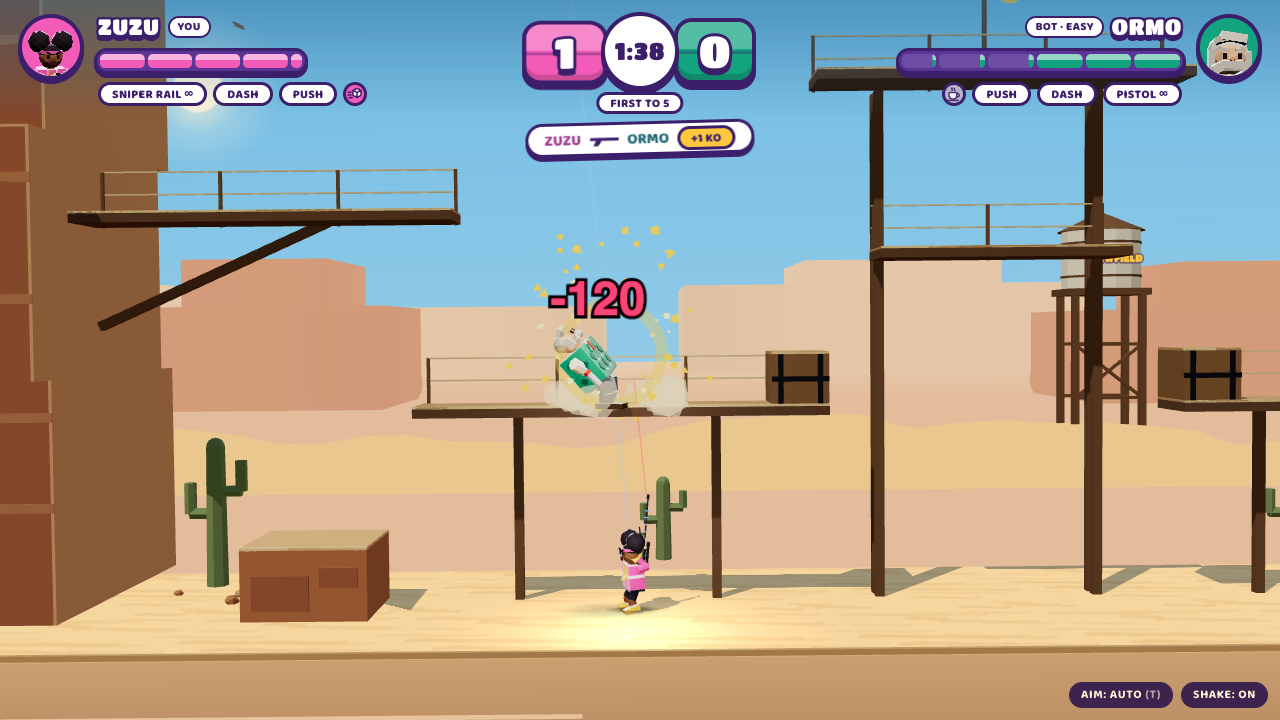 ZUZU YOU
SNIPER RAIL ∞ DASH PUSH
1 1:38 0
FIRST TO 5
ZUZU ORMO +1 KO
BOT · EASY ORMO
PUSH DASH PISTOL ∞
-120
AIM: AUTO (T) SHAKE: ON